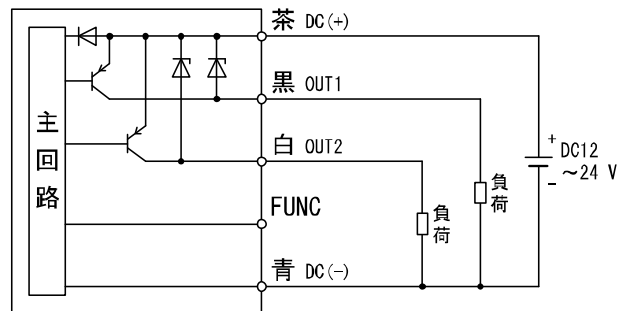 茶 DC(+)
黒 OUT1
主回路
白 OUT2
+
DC12
～24 V
-
負荷
負荷
FUNC
青 DC(-)